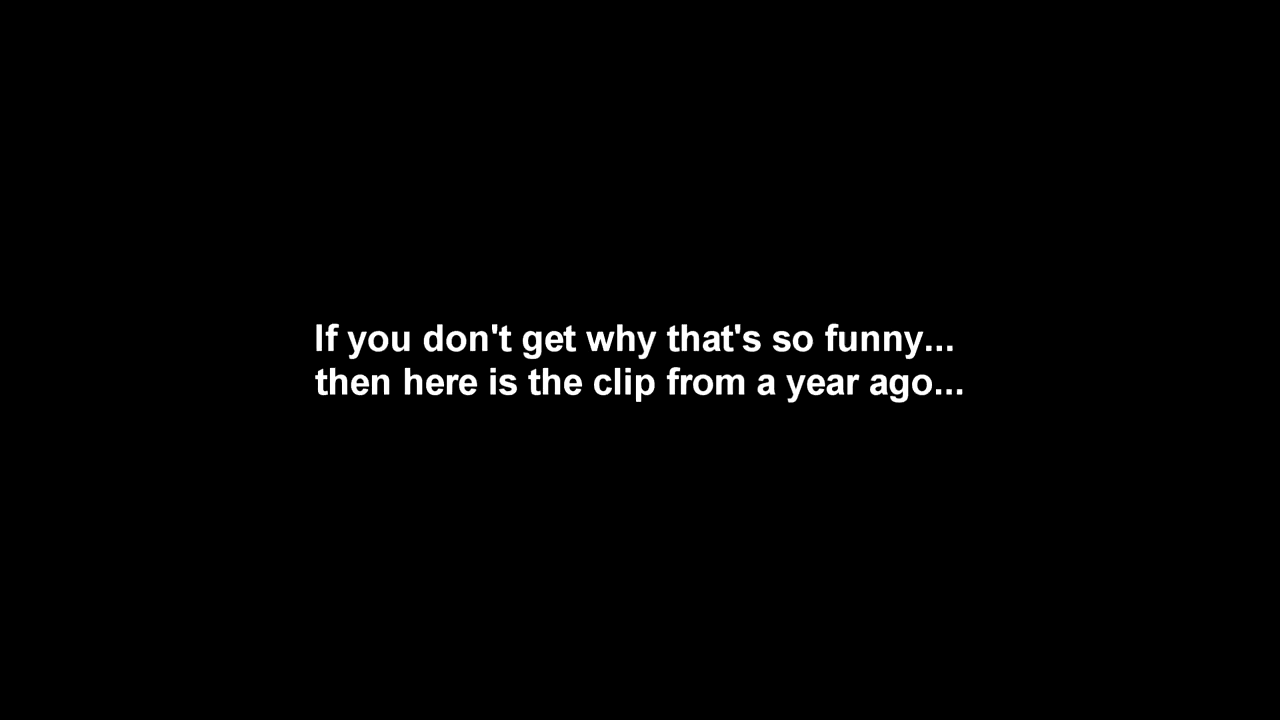 If you don't get why that's so funny...
then here is the clip from a year ago...